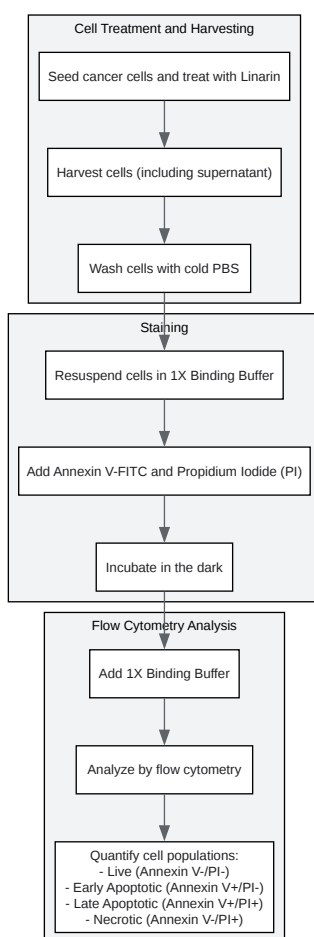 Cell Treatment and Harvesting
Seed cancer cells and treat with Linarin
Harvest cells (including supernatant)
Wash cells with cold PBS
Staining
Resuspend cells in 1X Binding Buffer
Add Annexin V-FITC and Propidium Iodide (PI)
Incubate in the dark
Flow Cytometry Analysis
Add 1X Binding Buffer
Analyze by flow cytometry
Quantify cell populations:
- Live (Annexin V-/PI-)
- Early Apoptotic (Annexin V+/PI-)
- Late Apoptotic (Annexin V+/PI+)
- Necrotic (Annexin V-/PI+)